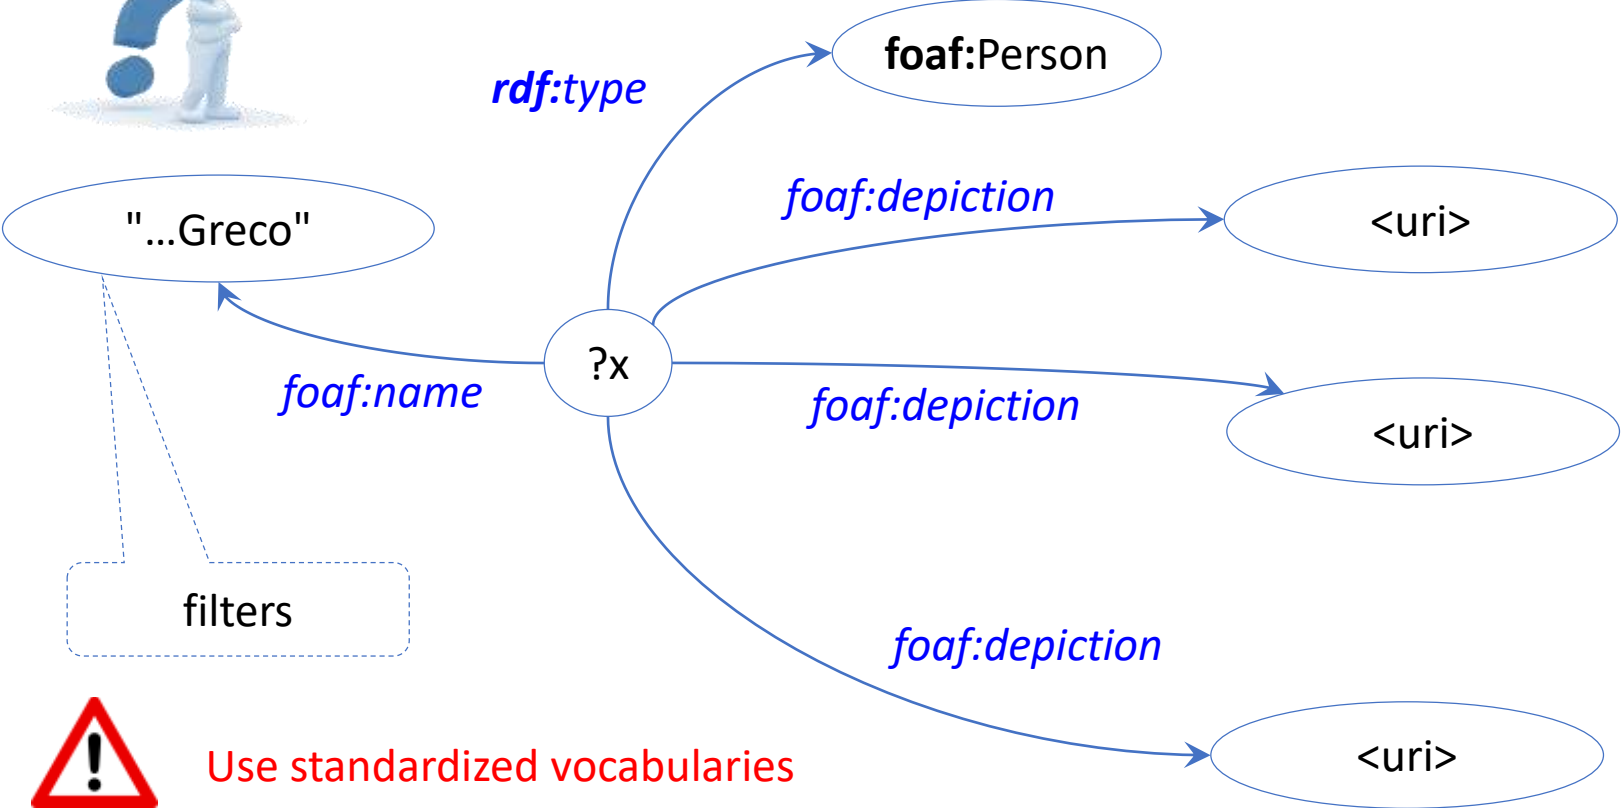 foaf:Person
rdf:type
foaf:depiction
<uri>
"...Greco"
?x
foaf:name
foaf:depiction
<uri>
filters
foaf:depiction
<uri>
Use standardized vocabularies